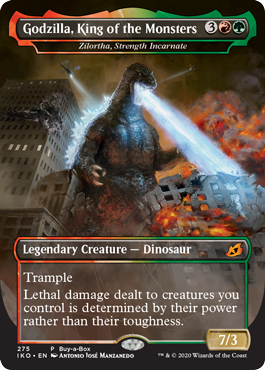 Godzilla, King of the Monsters 3
Zilortha, Strength Incarnate
Legendary Creature — Dinosaur
Trample
Lethal damage dealt to creatures you
control is determined by their power
rather than their toughness.
7/3
275 P Buy-a-Box
IKO • EN Antonio José Manzanedo ™ & © 2020 Wizards of the Coast